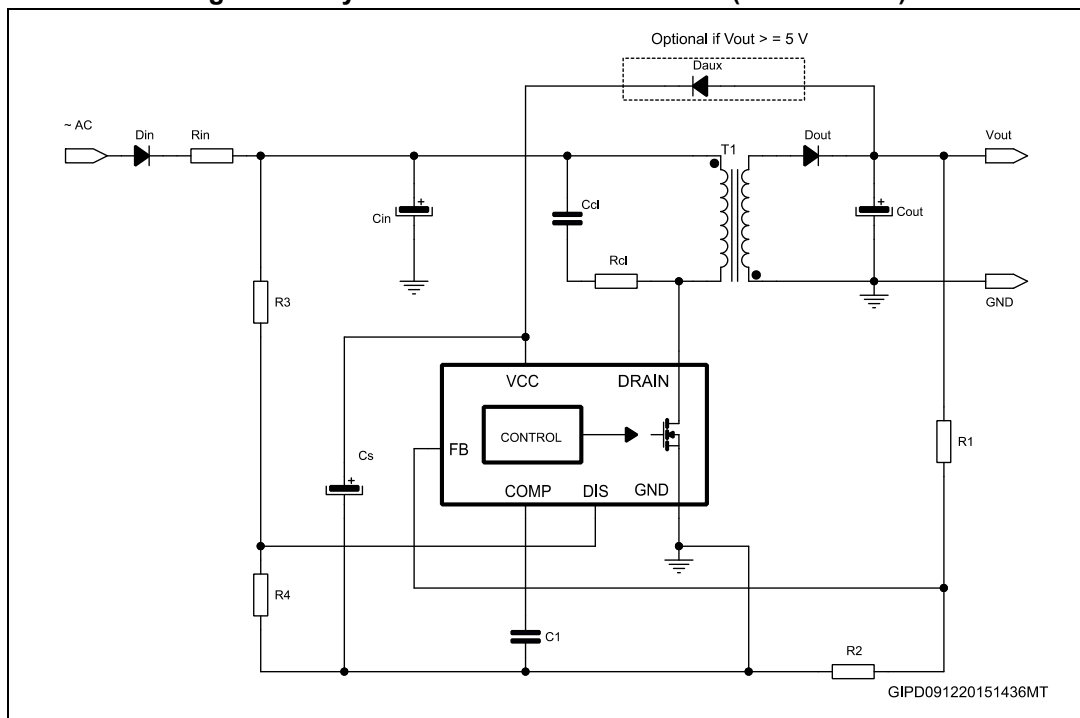 Optional if Vout > = 5 V
Daux
~ AC
Din
Rin
T1
Dout
Vout
Ccl
Cin
+
Cout
+
Rcl
R3
GND
VCC
DRAIN
CONTROL
FB
R1
Cs
+
COMP
DIS
GND
R4
C1
R2
GIPD091220151436MT